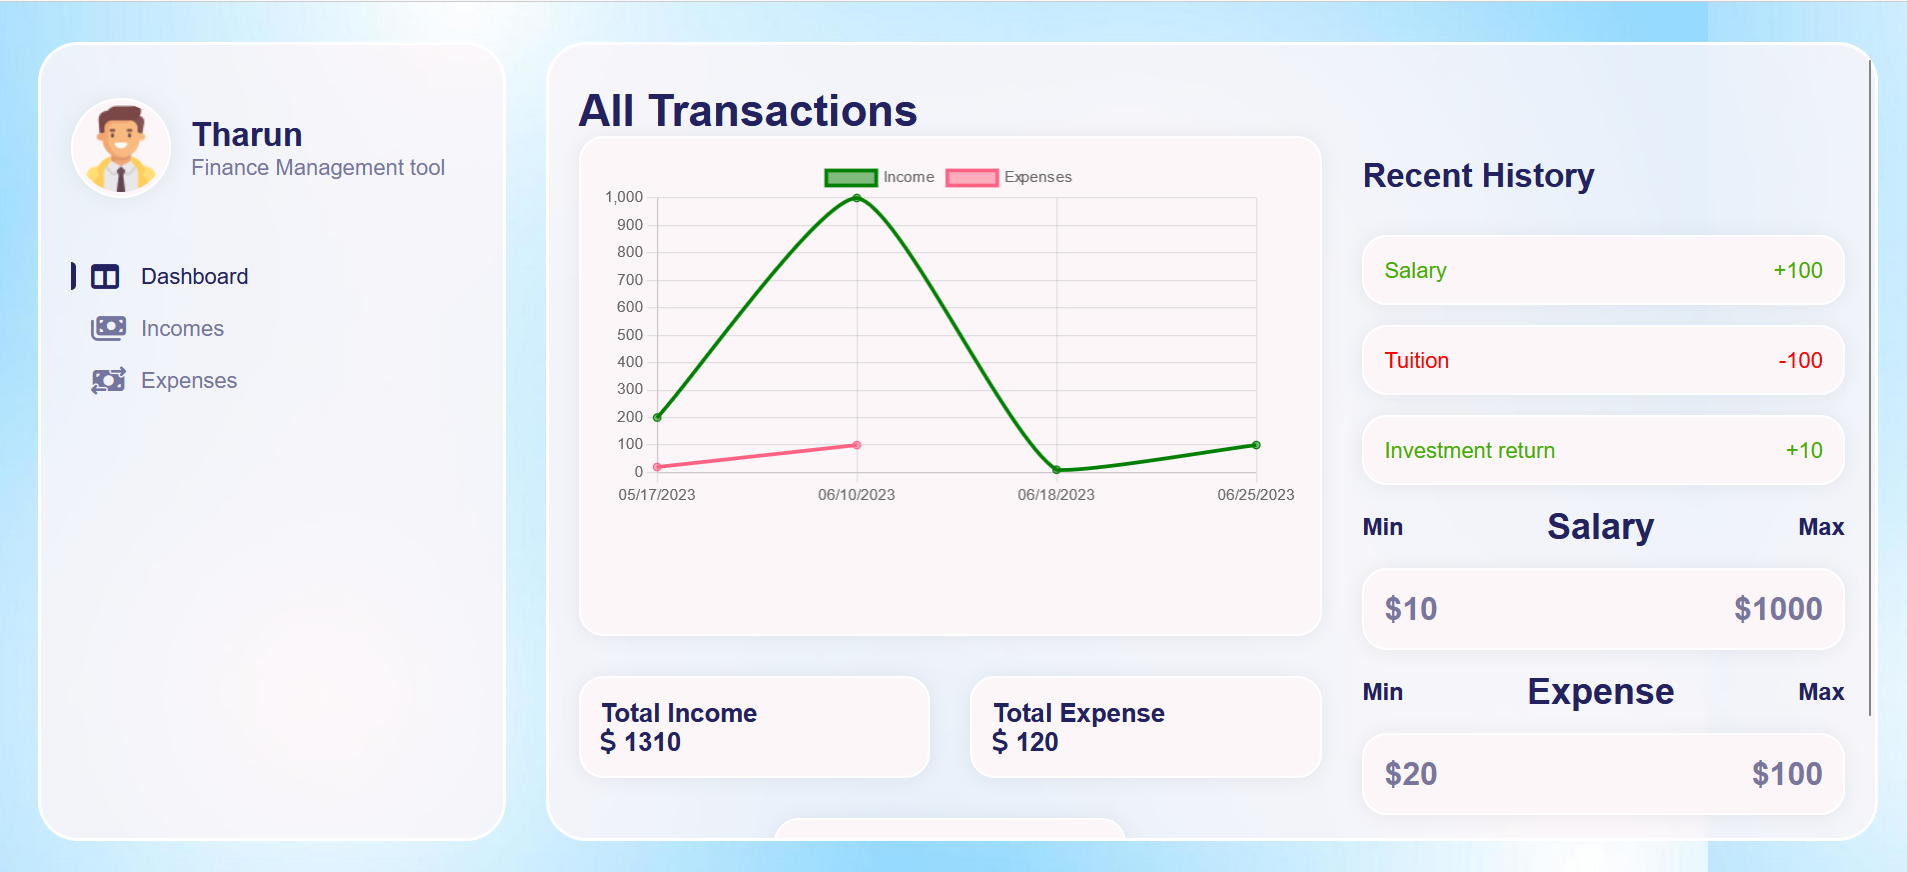 Tharun
Finance Management tool
Dashboard
Incomes
Expenses
All Transactions
Income Expenses
1,000
900
800
700
600
500
400
300
200
100
0
05/17/2023 06/10/2023 06/18/2023 06/25/2023
Total Income
$ 1310
Total Expense
$ 120
Recent History
Salary +100
Tuition -100
Investment return +10
Min Salary Max
$10 $1000
Min Expense Max
$20 $100